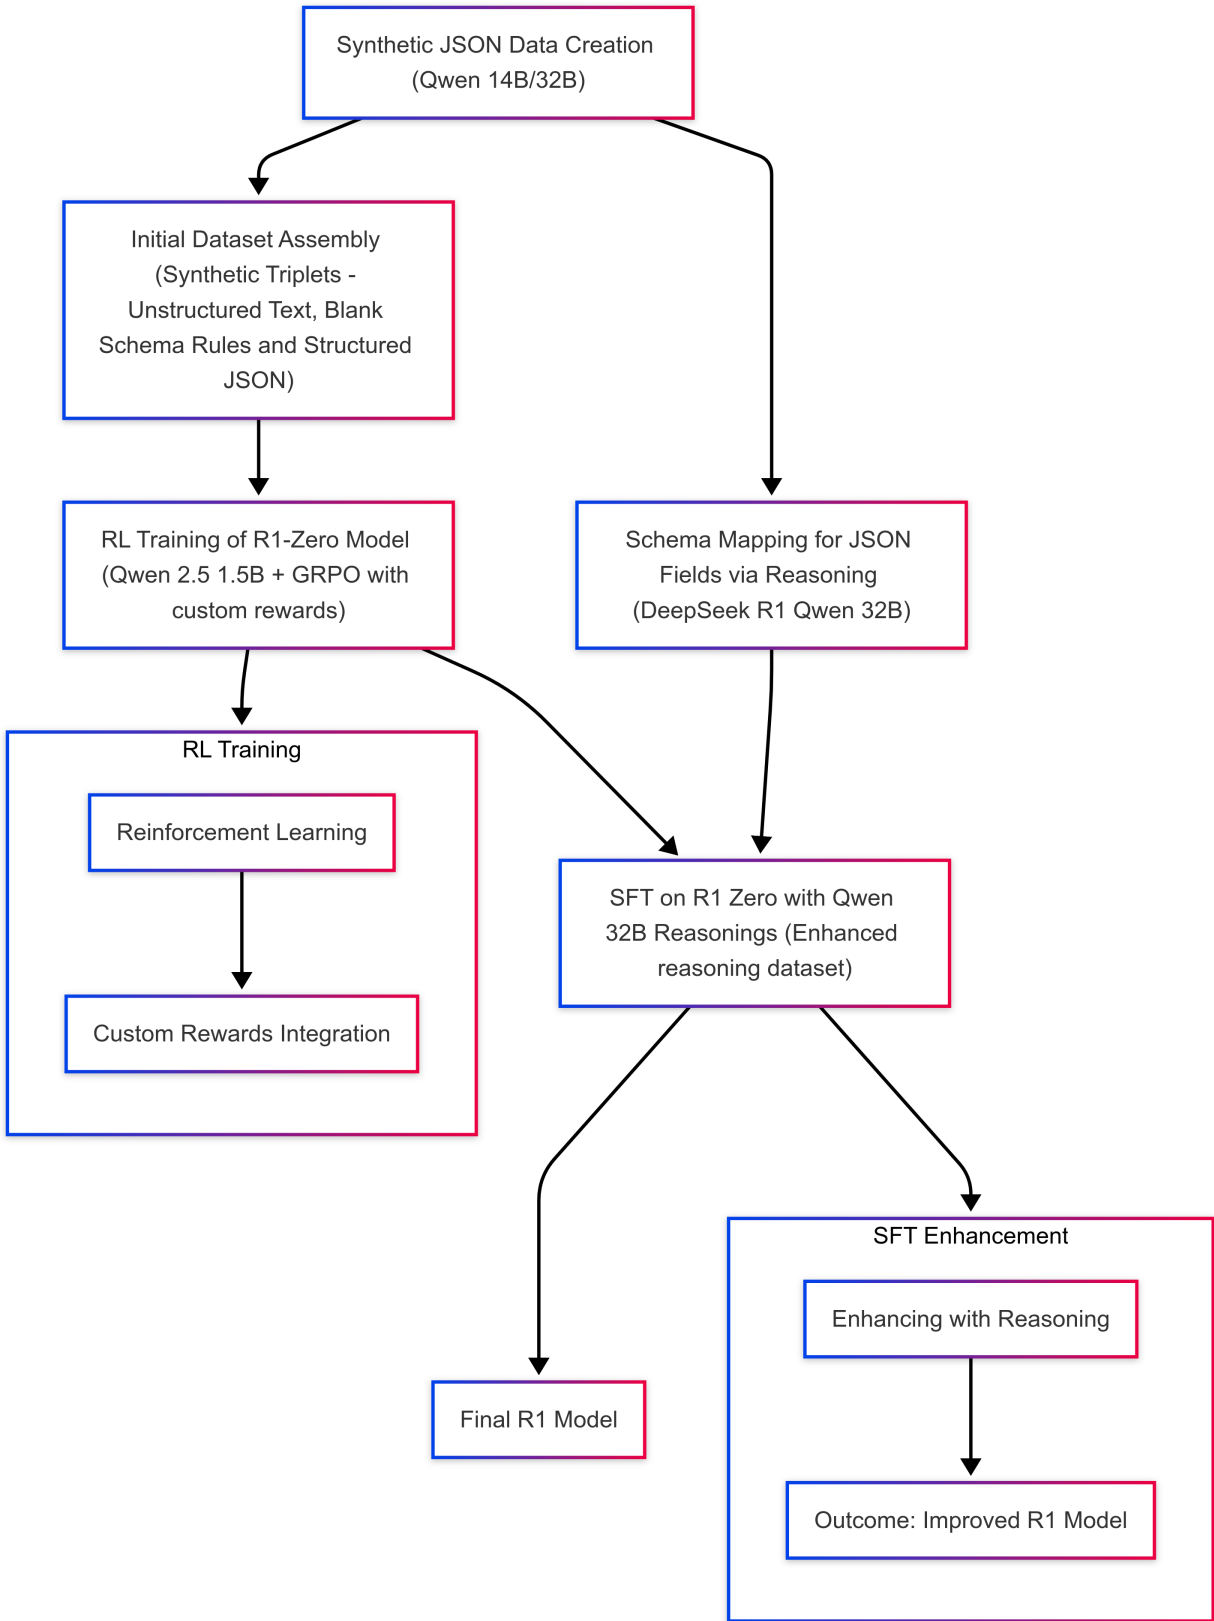 Synthetic JSON Data Creation
(Qwen 14B/32B)
Initial Dataset Assembly
(Synthetic Triplets -
Unstructured Text, Blank
Schema Rules and Structured
JSON)
RL Training of R1-Zero Model
(Qwen 2.5 1.5B + GRPO with
custom rewards)
Schema Mapping for JSON
Fields via Reasoning
(DeepSeek R1 Qwen 32B)
RL Training
Reinforcement Learning
Custom Rewards Integration
SFT on R1 Zero with Qwen
32B Reasonings (Enhanced
reasoning dataset)
Final R1 Model
SFT Enhancement
Enhancing with Reasoning
Outcome: Improved R1 Model